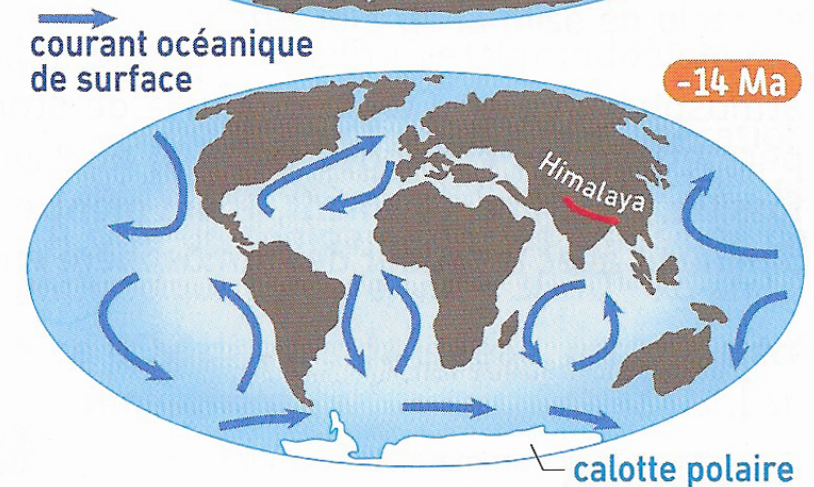 courant océanique
de surface
-14 Ma
Himalaya
calotte polaire